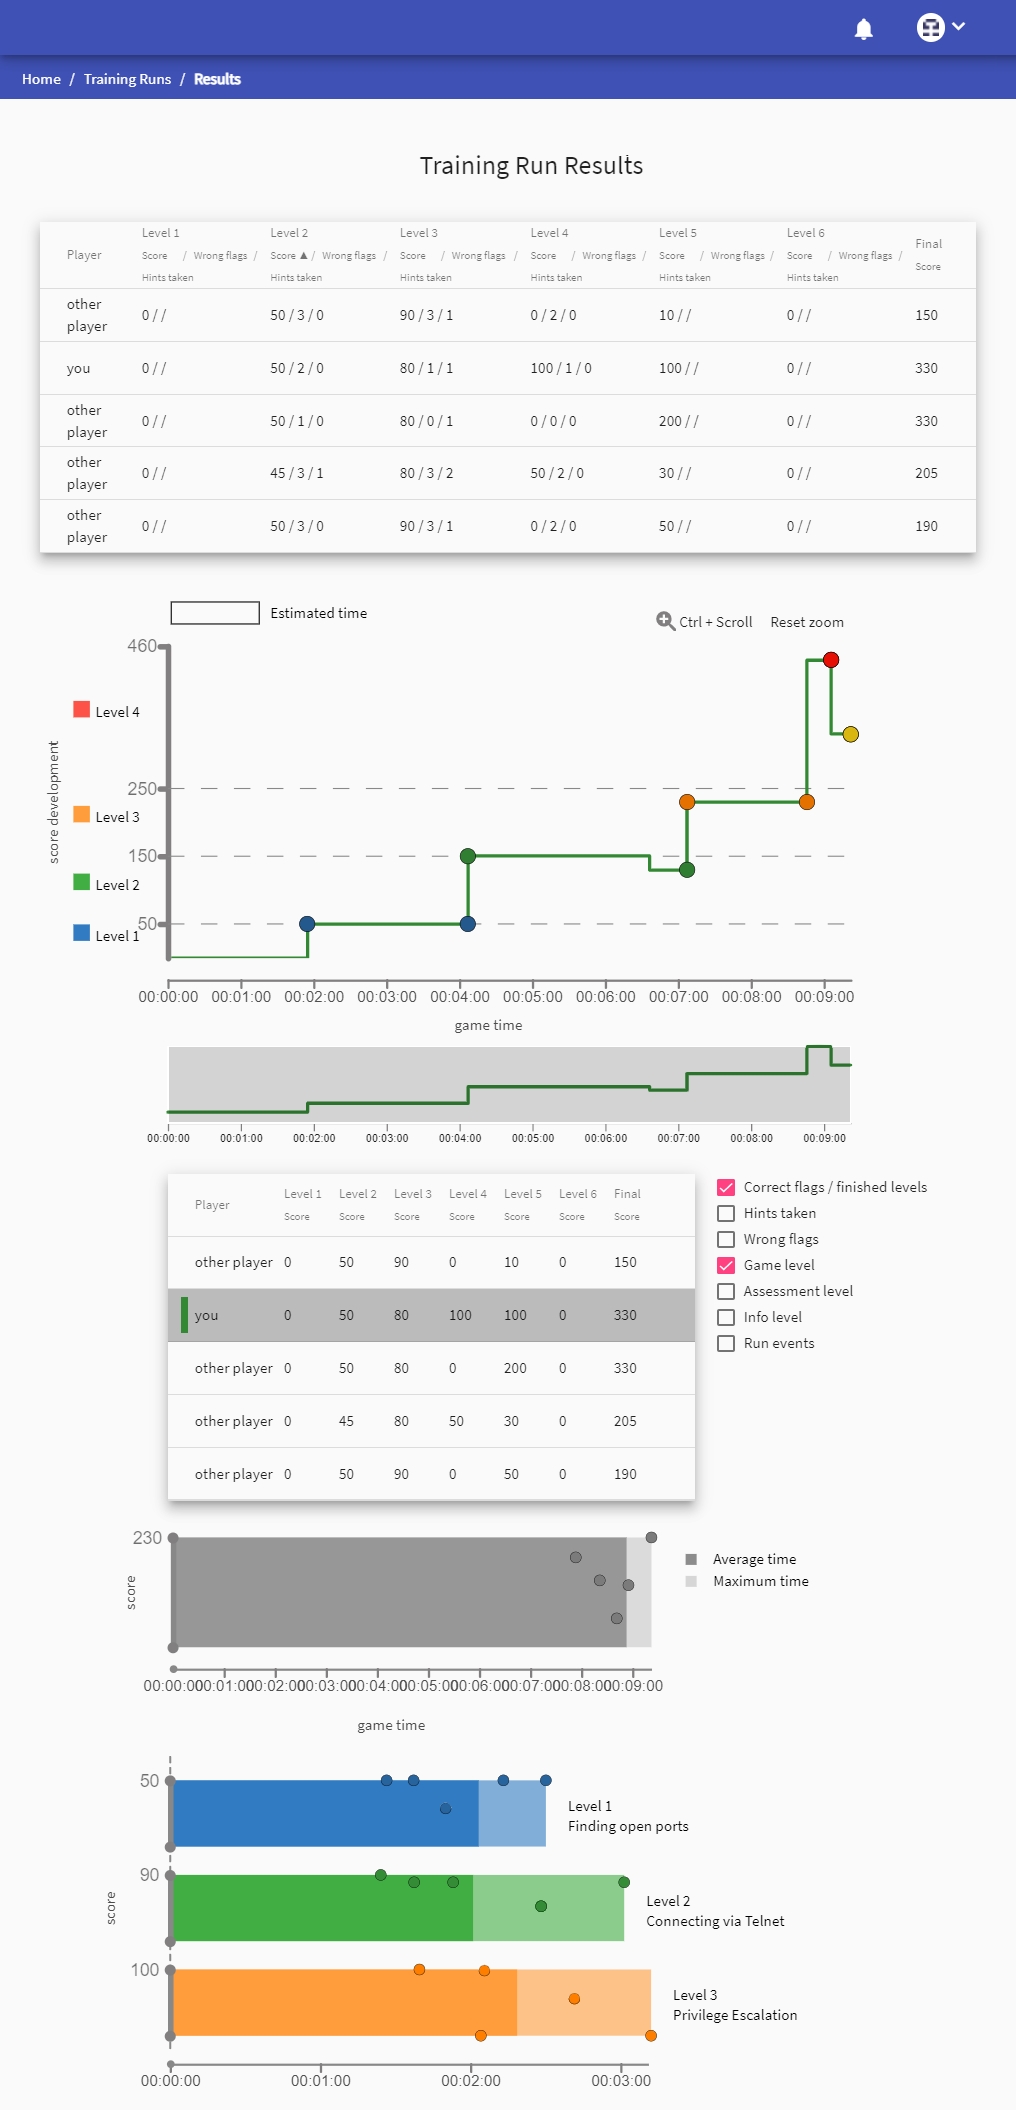 Home / Training Runs / Results
Training Run Results
Player
Level 1
Score / Wrong flags /
Hints taken
Level 2
Score ▲ / Wrong flags /
Hints taken
Level 3
Score / Wrong flags /
Hints taken
Level 4
Score / Wrong flags /
Hints taken
Level 5
Score / Wrong flags /
Hints taken
Level 6
Score / Wrong flags /
Hints taken
Final
Score
other player 0 / / 50 / 3 / 0 90 / 3 / 1 0 / 2 / 0 10 / / 0 / / 150
you 0 / / 50 / 2 / 0 80 / 1 / 1 100 / 1 / 0 100 / / 0 / / 330
other player 0 / / 50 / 1 / 0 80 / 0 / 1 0 / 0 / 0 200 / / 0 / / 330
other player 0 / / 45 / 3 / 1 80 / 3 / 2 50 / 2 / 0 30 / / 0 / / 205
other player 0 / / 50 / 3 / 0 90 / 3 / 1 0 / 2 / 0 50 / / 0 / / 190
Estimated time
Ctrl + Scroll Reset zoom
460
Level 4
250
Level 3
150
Level 2
50
Level 1
score development
00:00:00 00:01:00 00:02:00 00:03:00 00:04:00 00:05:00 00:06:00 00:07:00 00:08:00 00:09:00
game time
00:00:00 00:01:00 00:02:00 00:03:00 00:04:00 00:05:00 00:06:00 00:07:00 00:08:00 00:09:00
Player Level 1 Level 2 Level 3 Level 4 Level 5 Level 6 Final
Score Score Score Score Score Score Score
other player 0 50 90 0 10 0 150
you 0 50 80 100 100 0 330
other player 0 50 80 0 200 0 330
other player 0 45 80 50 30 0 205
other player 0 50 90 0 50 0 190
Correct flags / finished levels
Hints taken
Wrong flags
Game level
Assessment level
Info level
Run events
230
score
Average time
Maximum time
00:00:00 00:01:00 00:02:00 00:03:00 00:04:00 00:05:00 00:06:00 00:07:00 00:08:00 00:09:00
game time
50
Level 1
Finding open ports
90
score
Level 2
Connecting via Telnet
100
Level 3
Privilege Escalation
00:00:00 00:01:00 00:02:00 00:03:00